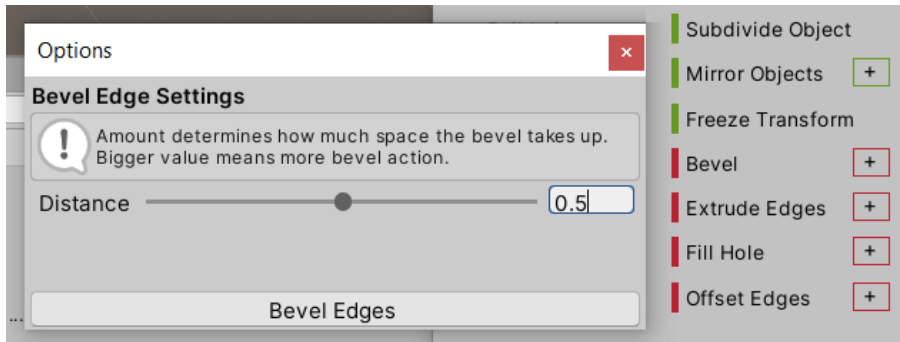 Options
×
Bevel Edge Settings
Amount determines how much space the bevel takes up.
Bigger value means more bevel action.
Distance
0.5
Bevel Edges
...
Subdivide Object
Mirror Objects +
Freeze Transform
Bevel +
Extrude Edges +
Fill Hole +
Offset Edges +